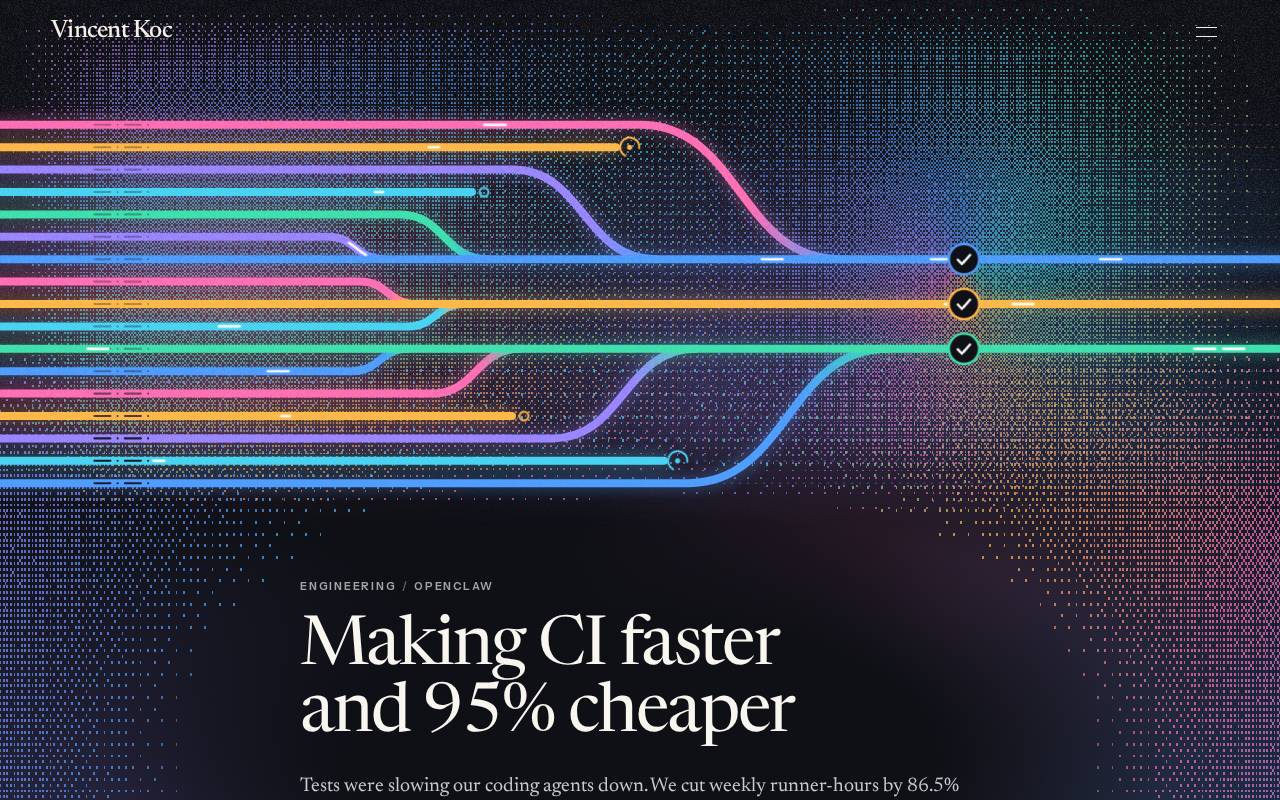 Vincent Koc
ENGINEERING / OPENCLAW
Making CI faster
and 95% cheaper
Tests were slowing our coding agents down. We cut weekly runner-hours by 86.5%